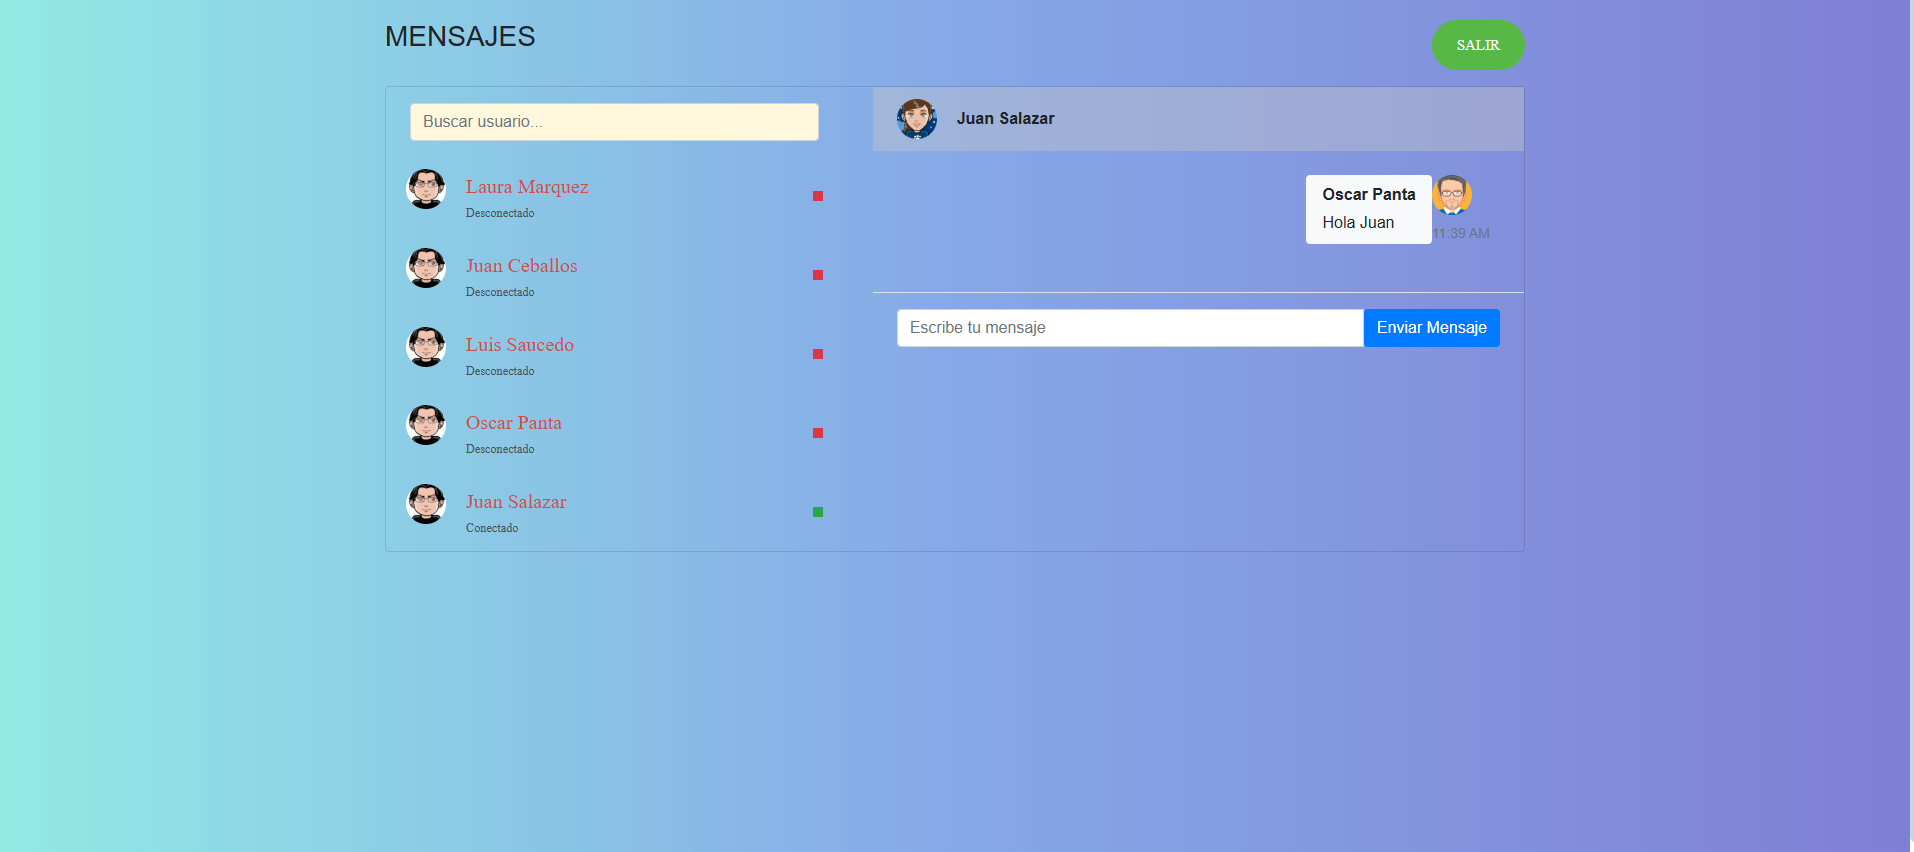 MENSAJES
SALIR
Buscar usuario...
Laura Marquez
Desconectado
Juan Ceballos
Desconectado
Luis Saucedo
Desconectado
Oscar Panta
Desconectado
Juan Salazar
Conectado
Juan Salazar
Oscar Panta
Hola Juan
11:39 AM
Escribe tu mensaje
Enviar Mensaje